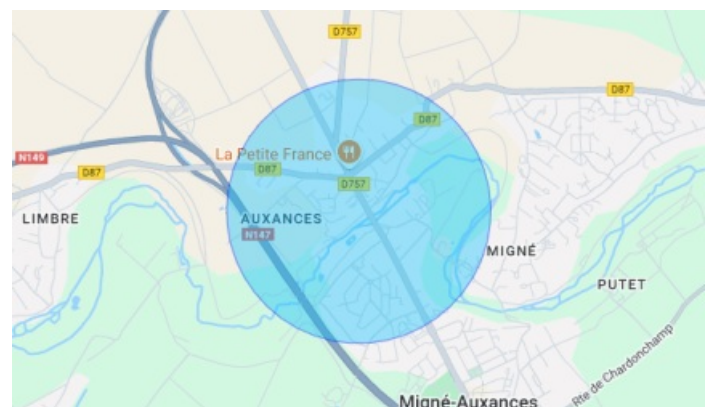 D757
D87
D87
La Petite France
N149
D87
D87
D757
LIMBRE
AUXANCES
N147
MIGNÉ
PUTET
Rte de Chardonchamp
Migné-Auxances